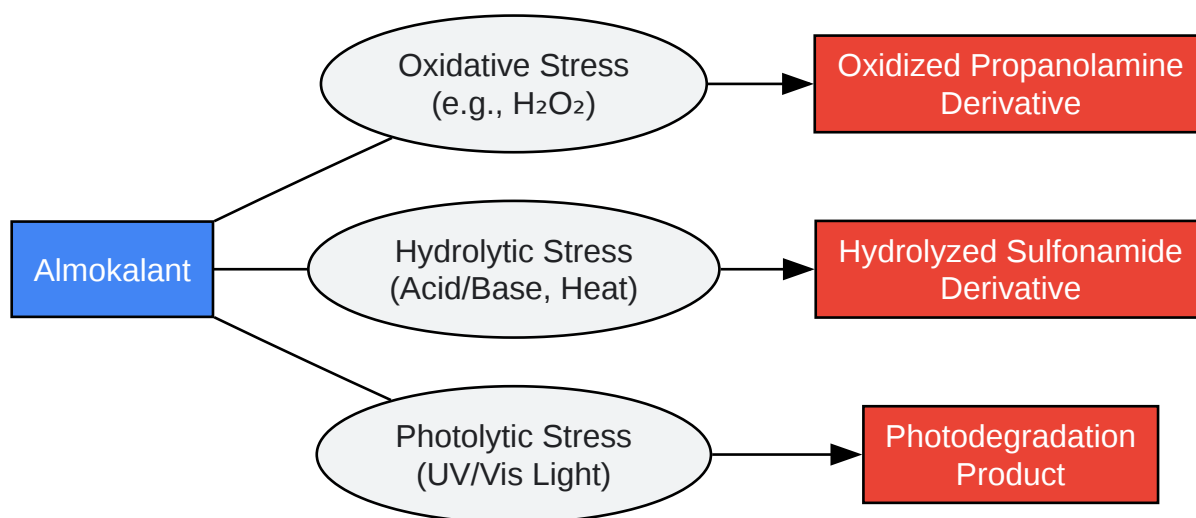 Almokalant
Oxidative Stress
(e.g., H₂O₂)
Oxidized Propanolamine
Derivative
Hydrolytic Stress
(Acid/Base, Heat)
Hydrolyzed Sulfonamide
Derivative
Photolytic Stress
(UV/Vis Light)
Photodegradation
Product